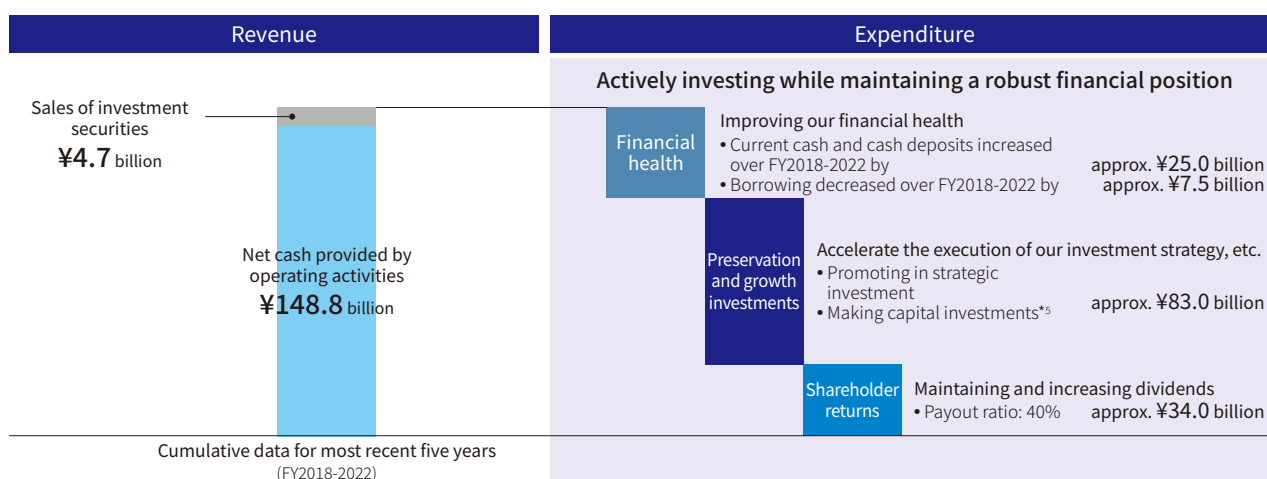 Revenue
Sales of investment
securities
¥4.7 billion
Net cash provided by
operating activities
¥148.8 billion
Cumulative data for most recent five years
(FY2018-2022)
Expenditure
Actively investing while maintaining a robust financial position
Financial
health
Improving our financial health
• Current cash and cash deposits increased
over FY2018-2022 by approx. ¥25.0 billion
• Borrowing decreased over FY2018-2022 by approx. ¥7.5 billion
Preservation
and growth
investments
Accelerate the execution of our investment strategy, etc.
• Promoting in strategic
investment
• Making capital investments*5 approx. ¥83.0 billion
Shareholder
returns
Maintaining and increasing dividends
• Payout ratio: 40% approx. ¥34.0 billion